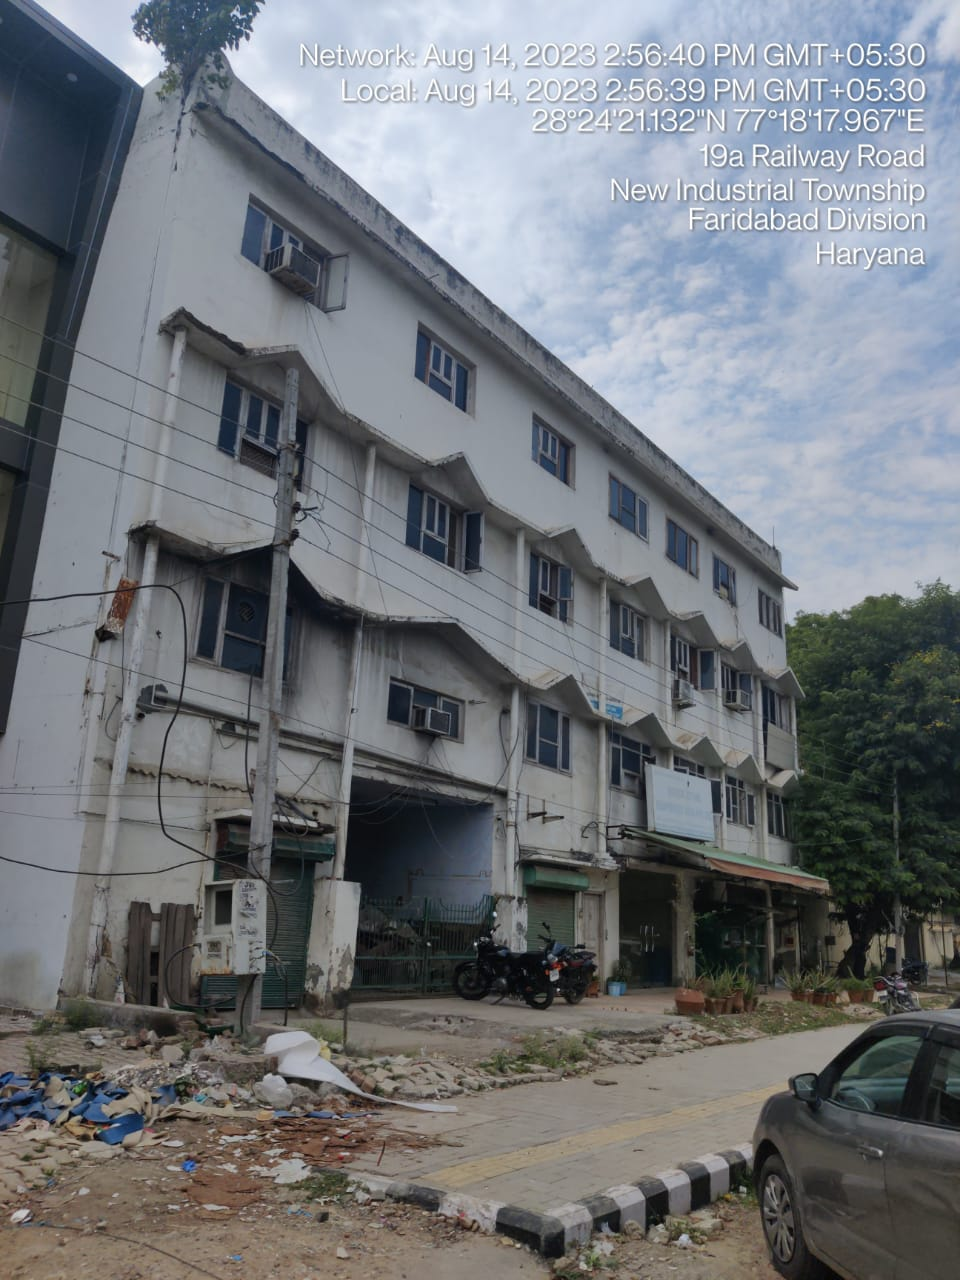 Network: Aug 14, 2023 2:56:40 PM GMT+05:30
Local: Aug 14, 2023 2:56:39 PM GMT+05:30
28°24'21.132"N 77°18'17.967"E
19a Railway Road
New Industrial Township
Faridabad Division
Haryana